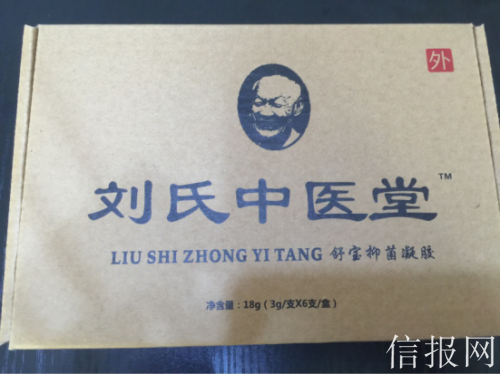 外
刘氏中医堂™
LIU SHI ZHONG YI TANG 舒宝抑菌凝胶
净含量：18g（3g/支X6支/盒）
信报网